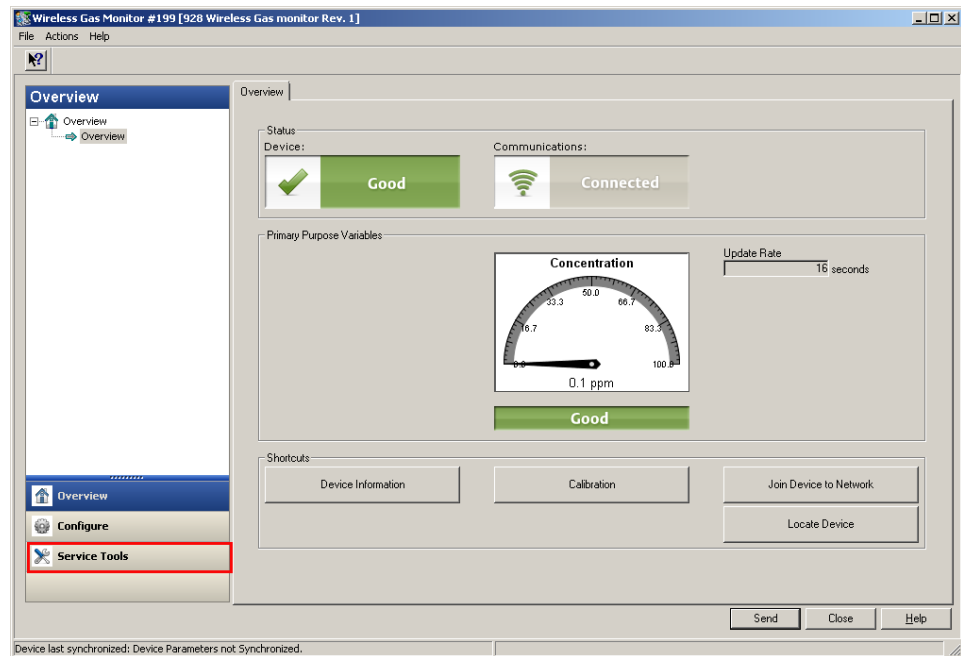 Wireless Gas Monitor #199 [928 Wireless Gas monitor Rev. 1]
File Actions Help
Overview
Overview
Overview
Overview
Status
Device:
Communications:
Good
Connected
Primary Purpose Variables
Concentration
0.0
16.7
33.3
50.0
66.7
83.3
100.0
0.1 ppm
Good
Update Rate
16 seconds
Shortcuts
Device Information
Calibration
Join Device to Network
Locate Device
Overview
Configure
Service Tools
Send
Close
Help
Device last synchronized: Device Parameters not Synchronized.